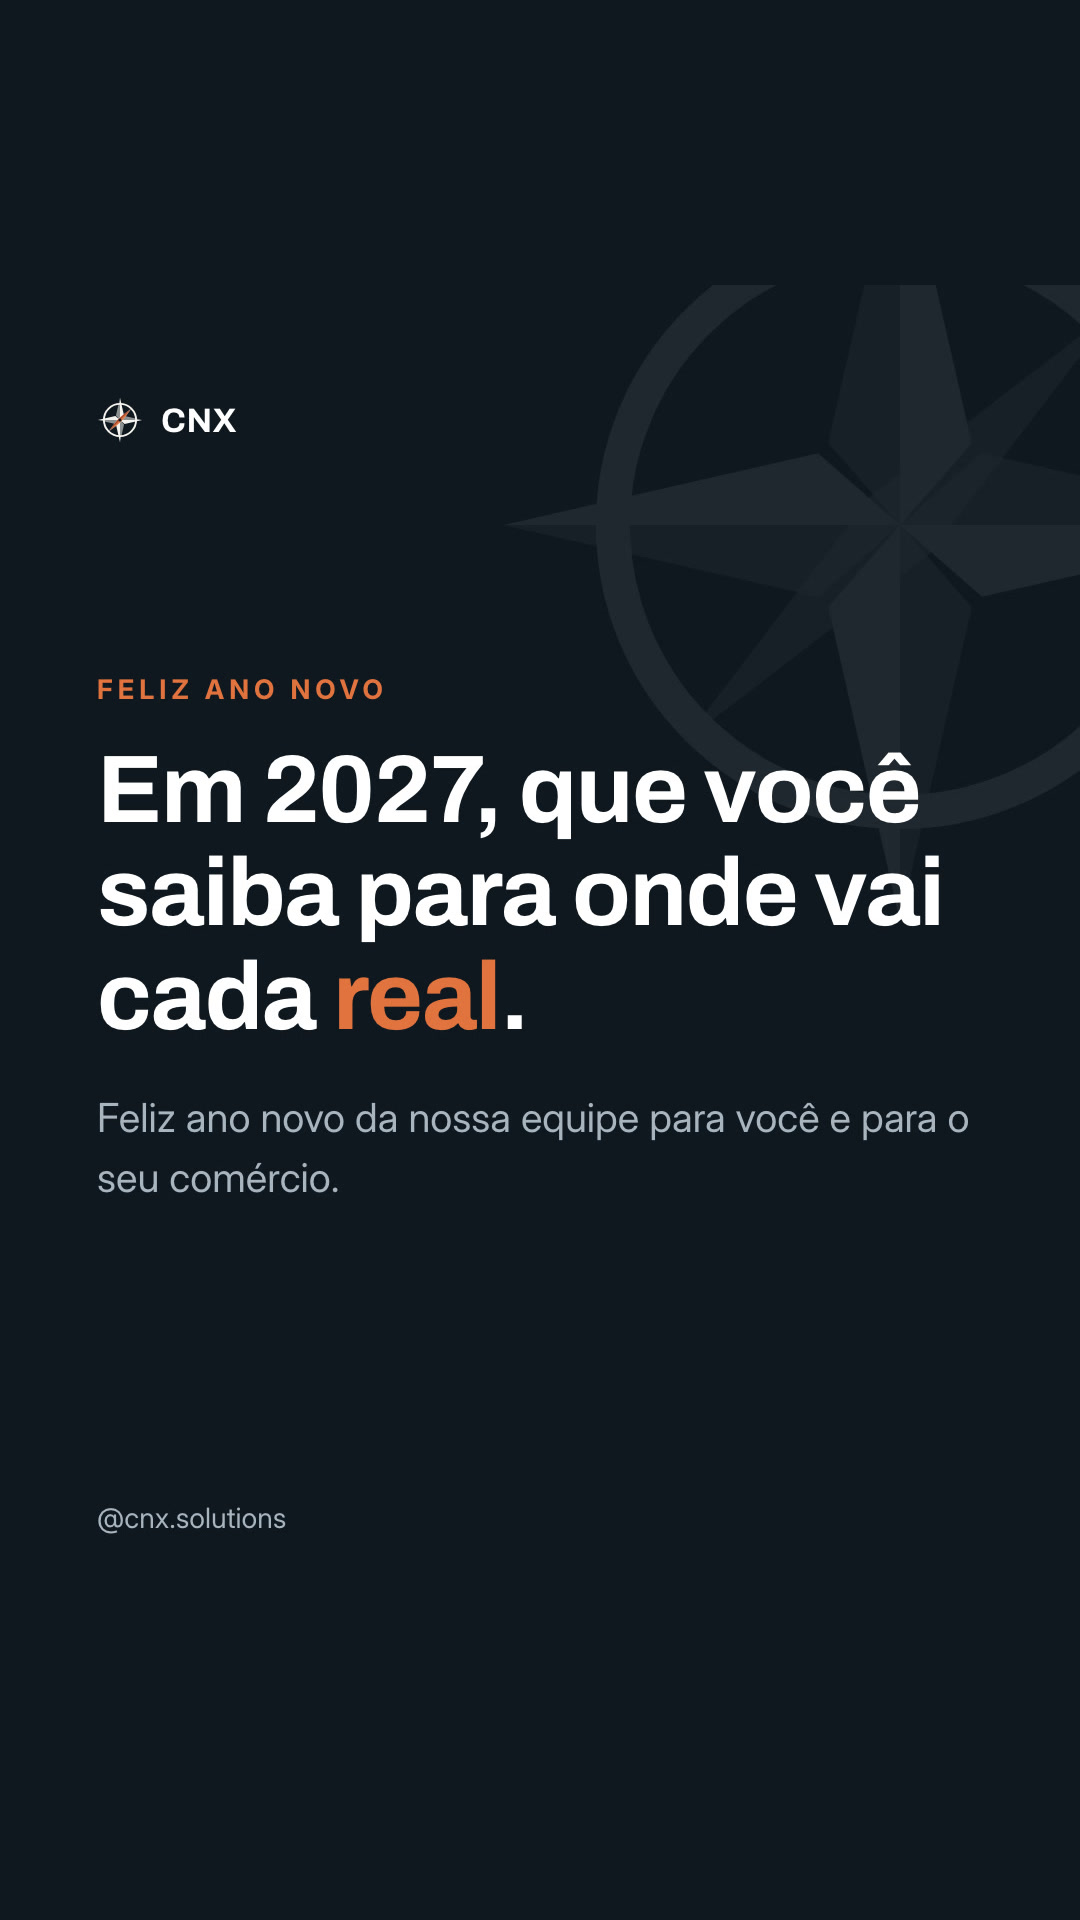 CNX
FELIZ ANO NOVO
Em 2027, que você
saiba para onde vai
cada real.
Feliz ano novo da nossa equipe para você e para o
seu comércio.
@cnx.solutions